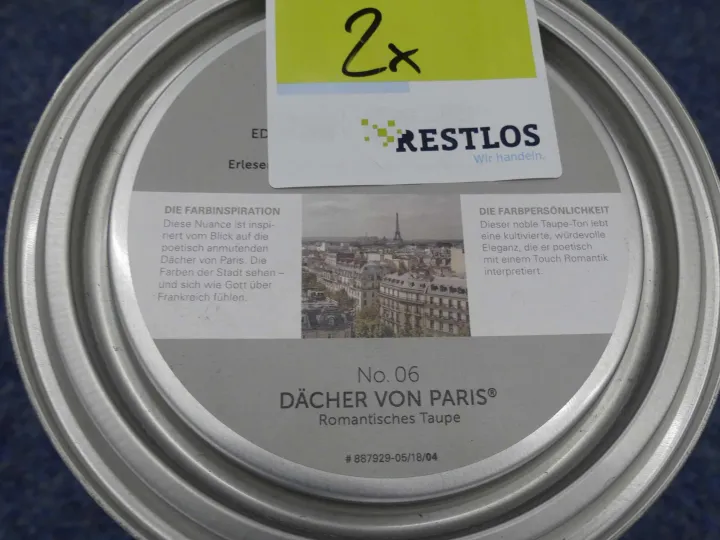 2x
RESTLOS
Wir handeln.
DIE FARBINSPIRATION
Diese Nuance ist inspi-
riert vom Blick auf die
poetisch anmutenden
Dächer von Paris. Die
Farben der Stadt sehen –
und sich wie Gott über
Frankreich fühlen.
DIE FARBPERSÖNLICHKEIT
Dieser noble Taupe-Ton lebt
eine kultivierte, würdevolle
Eleganz, die er poetisch
mit einem Touch Romantik
interpretiert.
No. 06
DÄCHER VON PARIS®
Romantisches Taupe
# 887929-05/18/04